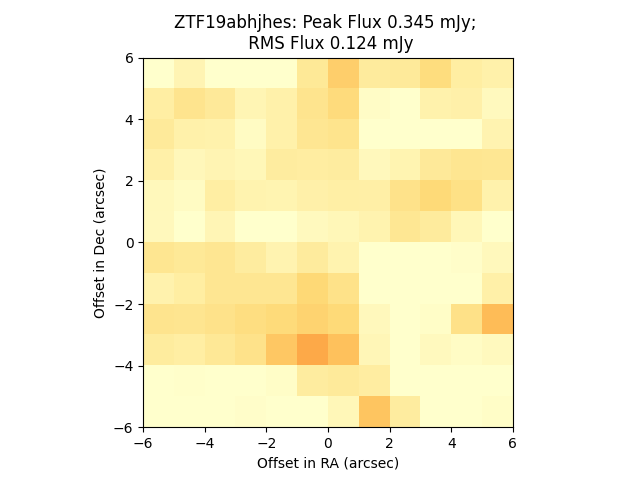 ZTF19abhjhes: Peak Flux 0.345 mJy;
RMS Flux 0.124 mJy
6
4
2
0
−2
−4
−6
Offset in Dec (arcsec)
−6 −4 −2 0 2 4 6
Offset in RA (arcsec)